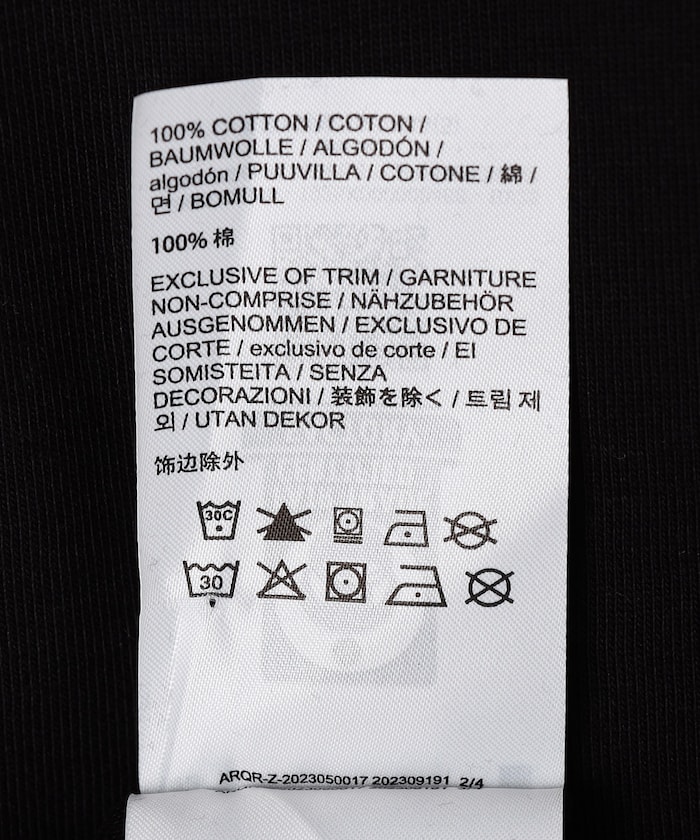 100% COTTON / COTON /
BAUMWOLLE / ALGODÓN /
algodón / PUUVILLA / COTONE / 綿 /
면 / BOMULL
100% 棉
EXCLUSIVE OF TRIM / GARNITURE
NON-COMPRISE / NÄHZUBEHÖR
AUSGENOMMEN / EXCLUSIVO DE
CORTE / exclusivo de corte / EI
SOMISTEITA / SENZA
DECORAZIONI / 装飾を除く / 트림 제
외 / UTAN DEKOR
饰边除外
30C
30
ARQR-Z-2023050017 202309191 2/4